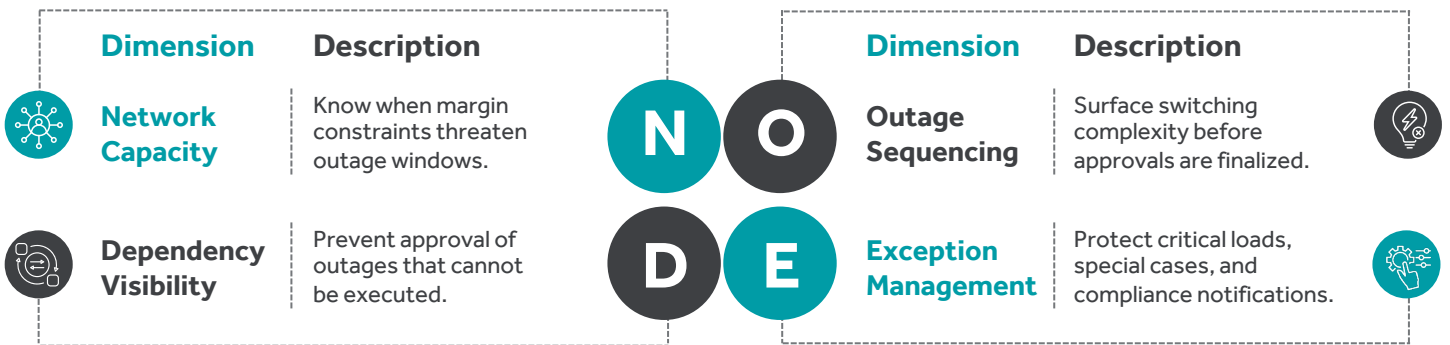 Dimension Description
Network
Capacity
Know when margin
constraints threaten
outage windows.
Dependency
Visibility
Prevent approval of
outages that cannot
be executed.
N O
D E
Dimension Description
Outage
Sequencing
Surface switching
complexity before
approvals are finalized.
Exception
Management
Protect critical loads,
special cases, and
compliance notifications.